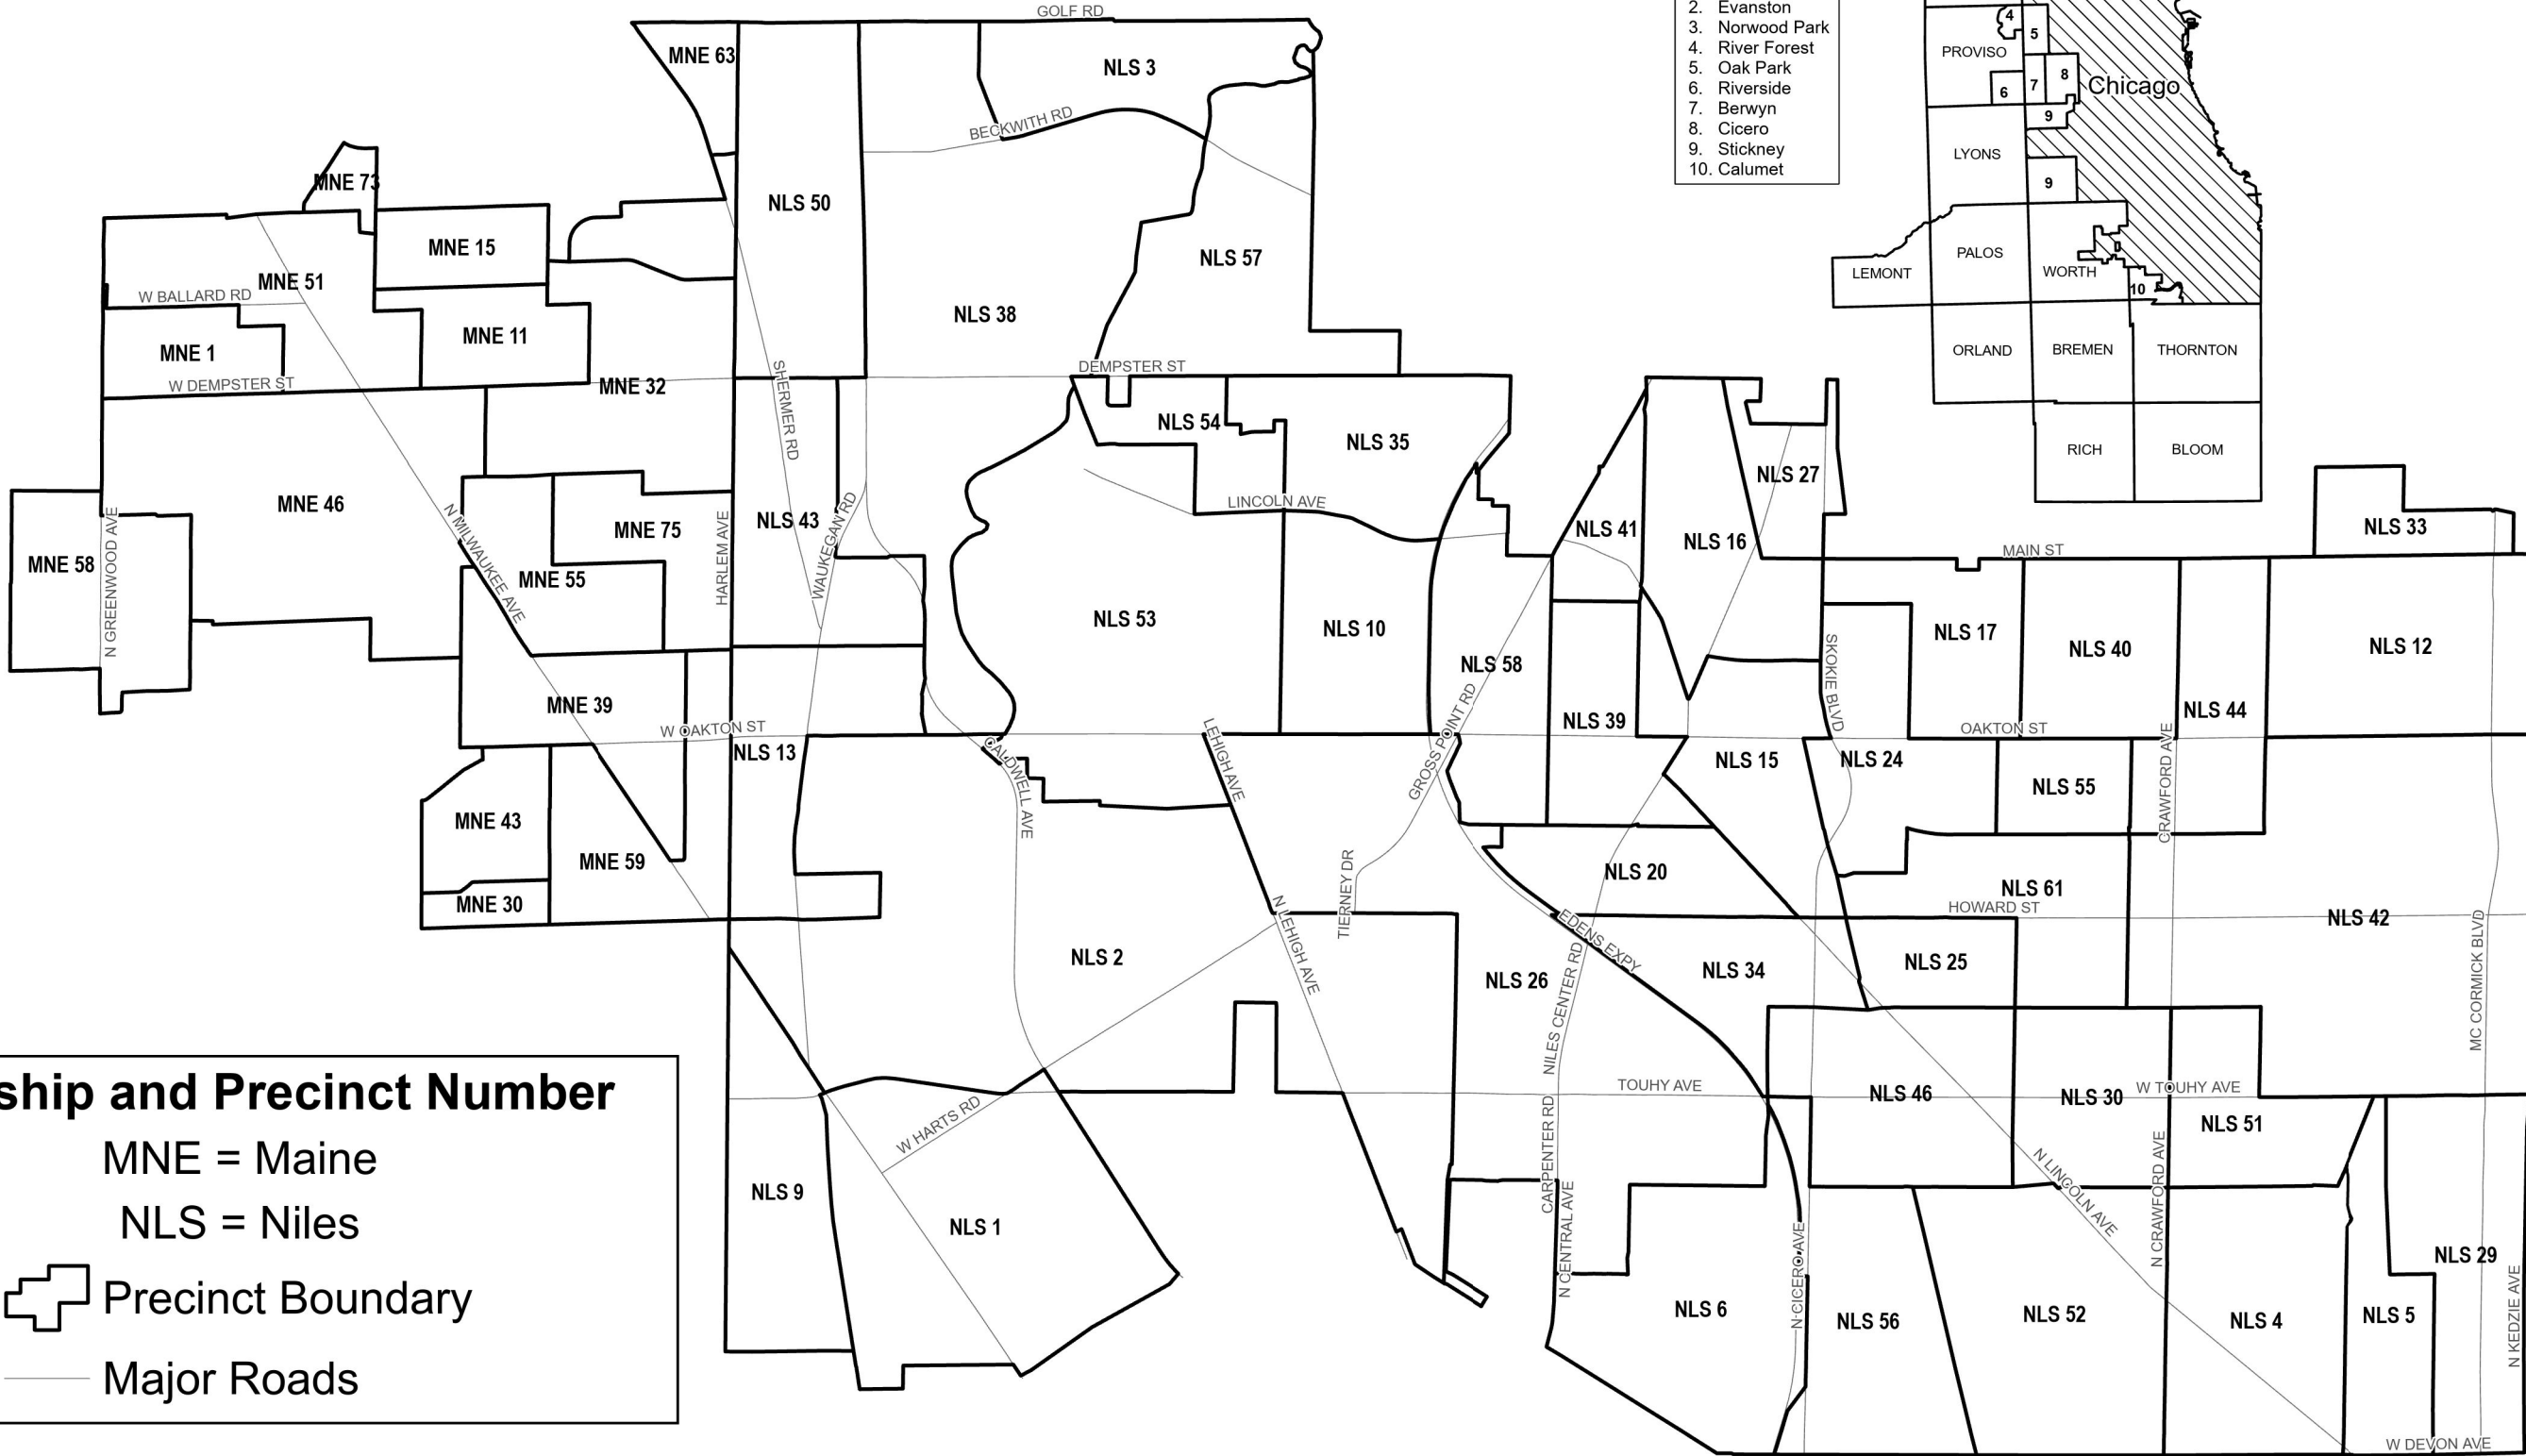 GOLF RD
MNE 63
NLS 3
BECKWITH RD
MNE 73
NLS 50
MNE 15
NLS 57
MNE 51
W BALLARD RD
NLS 38
MNE 11
MNE 1
W DEMPSTER ST
MNE 32
DEMPSTER ST
SHERMER RD
NLS 54
NLS 35
NLS 27
MNE 46
LINCOLN AVE
N MILWAUKEE AVE
HARLEM AVE
NLS 43
WAUKEGAN RD
MNE 75
NLS 41
NLS 16
NLS 33
MAIN ST
MNE 58
N GREENWOOD AVE
MNE 55
NLS 53
NLS 10
NLS 17
NLS 40
NLS 12
NLS 58
SKOKIE BLVD
MNE 39
NLS 39
NLS 44
W OAKTON ST
OAKTON ST
NLS 13
CALDWELL AVE
LEHIGH AVE
GROSS POINT RD
NLS 15
NLS 24
NLS 55
CRAWFORD AVE
MNE 43
MNE 59
MNE 30
TIERNEY DR
NLS 20
NLS 61
HOWARD ST
NLS 42
EDENS EXPY
NLS 2
N LEHIGH AVE
NLS 26
NILES CENTER RD
NLS 34
NLS 25
MC CORMICK BLVD
TOUHY AVE
NLS 46
NLS 30
W TOUHY AVE
NLS 51
W HARTS RD
CARPENTER RD
N CENTRAL AVE
N LINCOLN AVE
N CRAWFORD AVE
NLS 9
NLS 1
N CICERO AVE
NLS 6
NLS 56
NLS 52
NLS 4
NLS 5
NLS 29
N KEDZIE AVE
W DEVON AVE
2. Evanston
3. Norwood Park
4. River Forest
5. Oak Park
6. Riverside
7. Berwyn
8. Cicero
9. Stickney
10. Calumet
4
5
PROVISO
6
7
8
Chicago
9
LYONS
9
PALOS
LEMONT
WORTH
10
ORLAND
BREMEN
THORNTON
RICH
BLOOM
ship and Precinct Number
MNE = Maine
NLS = Niles
Precinct Boundary
Major Roads